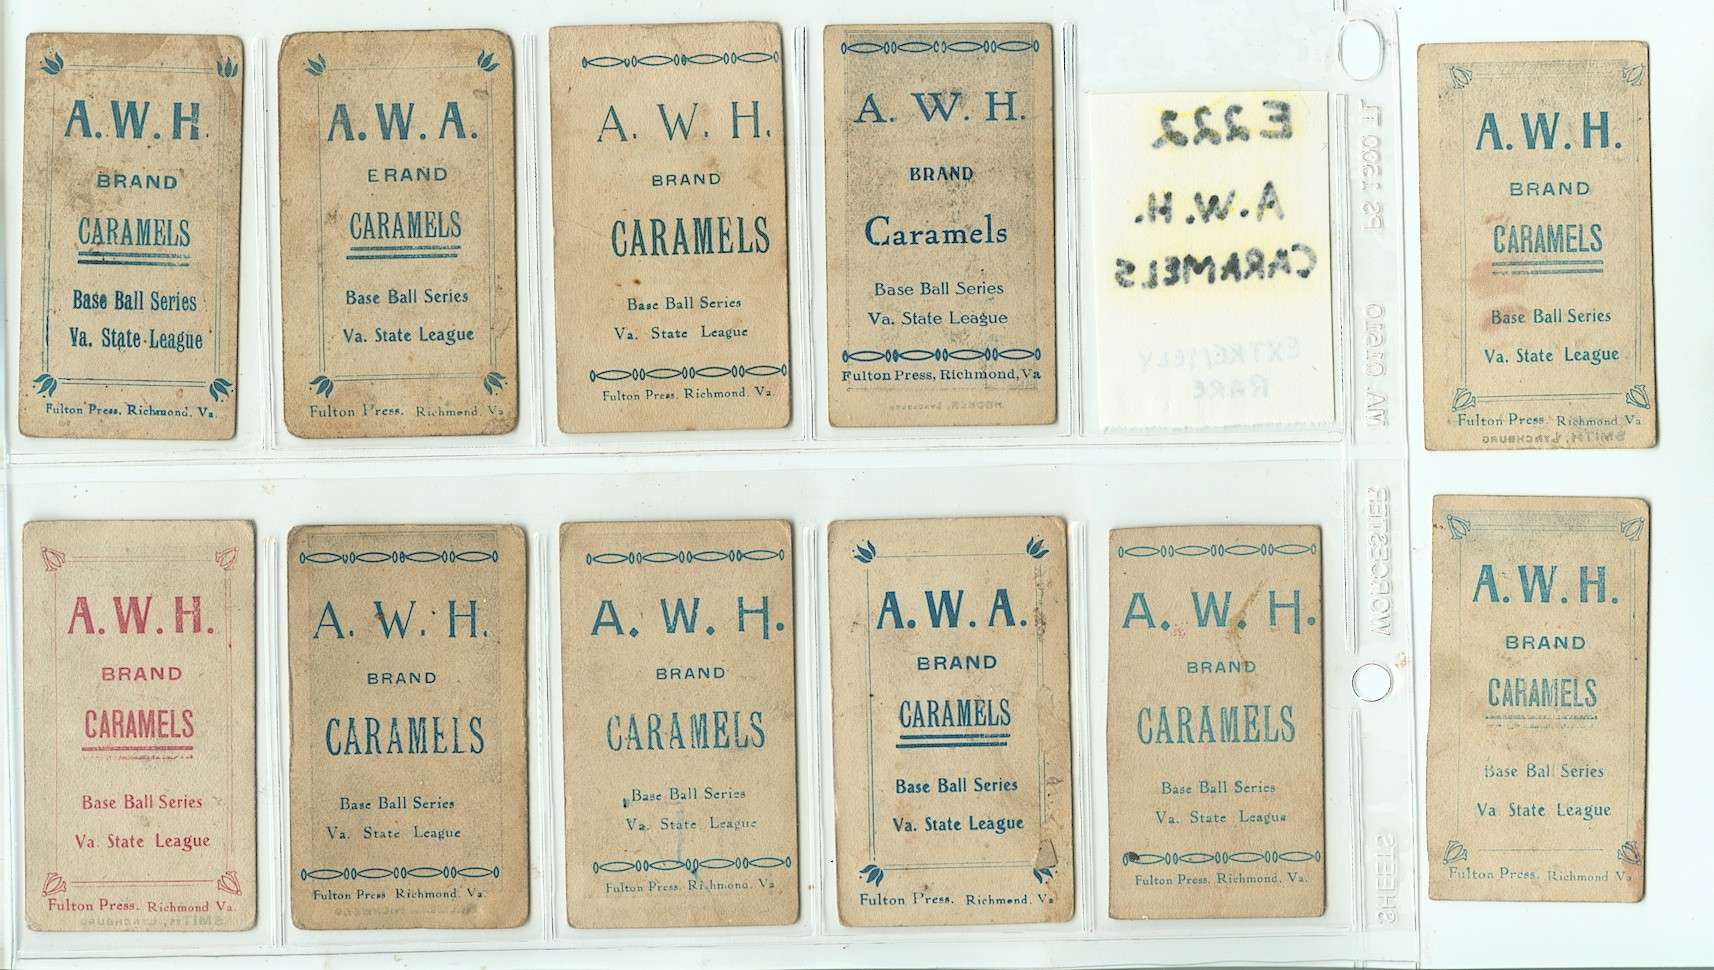 A.W.H.
BRAND
CARAMELS
Base Ball Series
Va. State League
Fulton Press. Richmond. Va.
A.W.A.
ERAND
CARAMELS
Base Ball Series
Va. State League
Fulton Press. Richmond. Va
A. W. H.
BRAND
CARAMELS
Base Ball Series
Va. State League
Fulton Press. Richmond. Va.
A. W. H.
BRAND
Caramels
Base Ball Series
Va. State League
Fulton Press, Richmond, Va
E222
A.W.H.
CARAMELS
EXTREMELY
RARE
A.W.H.
BRAND
CARAMELS
Base Ball Series
Va. State League
Fulton Press. Richmond Va.
SMITH, LYNCHBURG
A.W.H.
BRAND
CARAMELS
Base Ball Series
Va. State League
Fulton Press. Richmond. Va.
SMITH, LYNCHBURG
A. W. H.
BRAND
CARAMELS
Base Ball Series
Va. State League
Fulton Press Richmond. Va.
A. W. H.
BRAND
CARAMELS
Base Ball Series
Va. State League
Fulton Press. Richmond. Va.
A.W.A.
BRAND
CARAMELS
Base Ball Series
Va. State League
Fulton Press. Richmond. Va
A. W. H.
BRAND
CARAMELS
Base Ball Series
Va. State League
Fulton Press, Richmond. Va.
A.W.H.
BRAND
CARAMELS
Base Ball Series
Va. State League
Fulton Press. Richmond Va.
WORCESTER
SHEETS